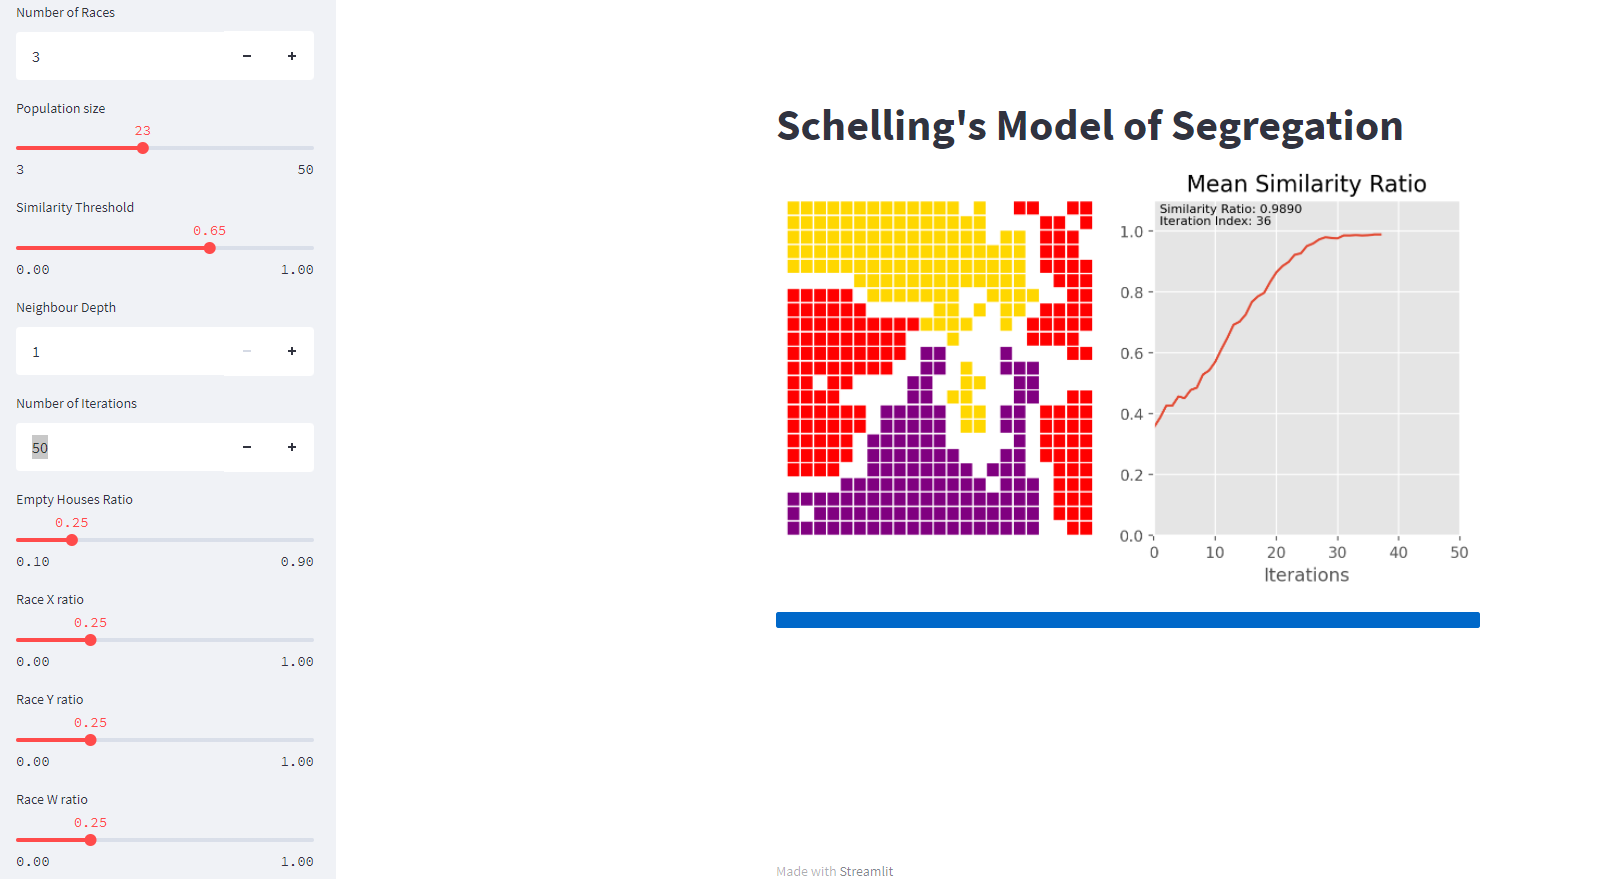 Number of Races
3
Population size
23
3 50
Similarity Threshold
0.65
0.00 1.00
Neighbour Depth
1
Number of Iterations
50
Empty Houses Ratio
0.25
0.10 0.90
Race X ratio
0.25
0.00 1.00
Race Y ratio
0.25
0.00 1.00
Race W ratio
0.25
0.00 1.00
Schelling's Model of Segregation
Mean Similarity Ratio
Similarity Ratio: 0.9890
Iteration Index: 36
1.0
0.8
0.6
0.4
0.2
0.0
0 10 20 30 40 50
Iterations
Made with Streamlit